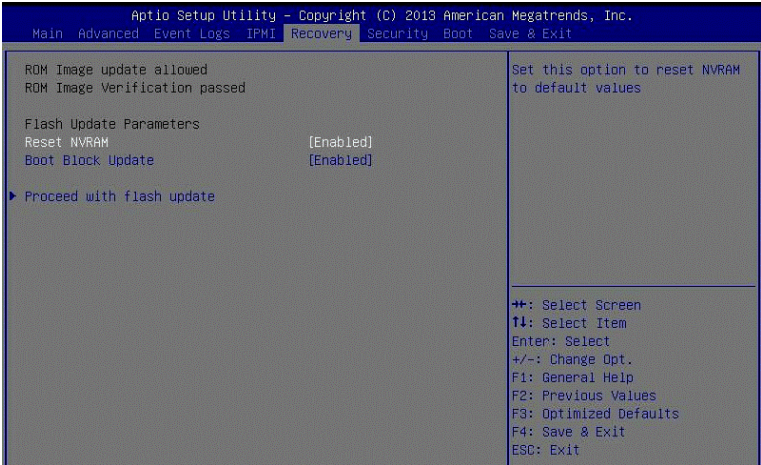 Aptio Setup Utility – Copyright (C) 2013 American Megatrends, Inc.
Main Advanced Event Logs IPMI Recovery Security Boot Save & Exit
ROM Image update allowed
ROM Image Verification passed
Flash Update Parameters
Reset NVRAM [Enabled]
Boot Block Update [Enabled]
Proceed with flash update
Set this option to reset NVRAM
to default values
→←: Select Screen
↑↓: Select Item
Enter: Select
+/-: Change Opt.
F1: General Help
F2: Previous Values
F3: Optimized Defaults
F4: Save & Exit
ESC: Exit